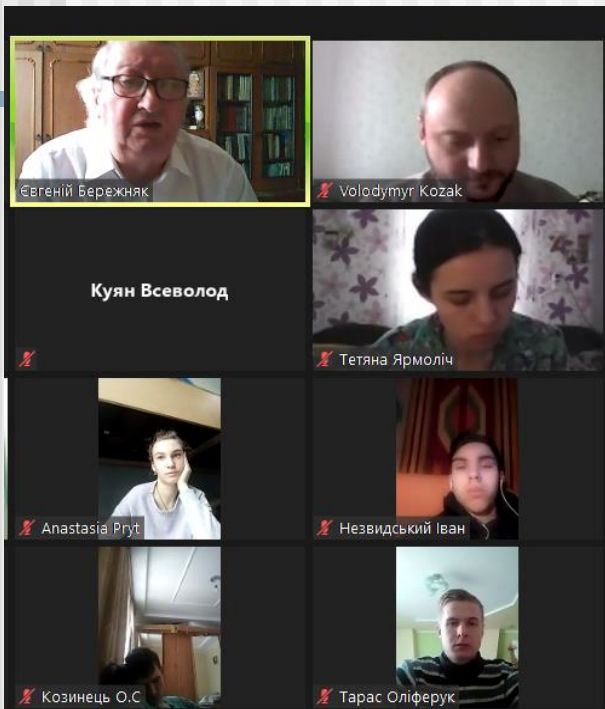 Євгеній Бережняк
Volodymyr Kozak
Куян Всеволод
Тетяна Ярмоліч
Anastasia Pryt
Незвидський Іван
Козинець О.С
Тарас Оліферук